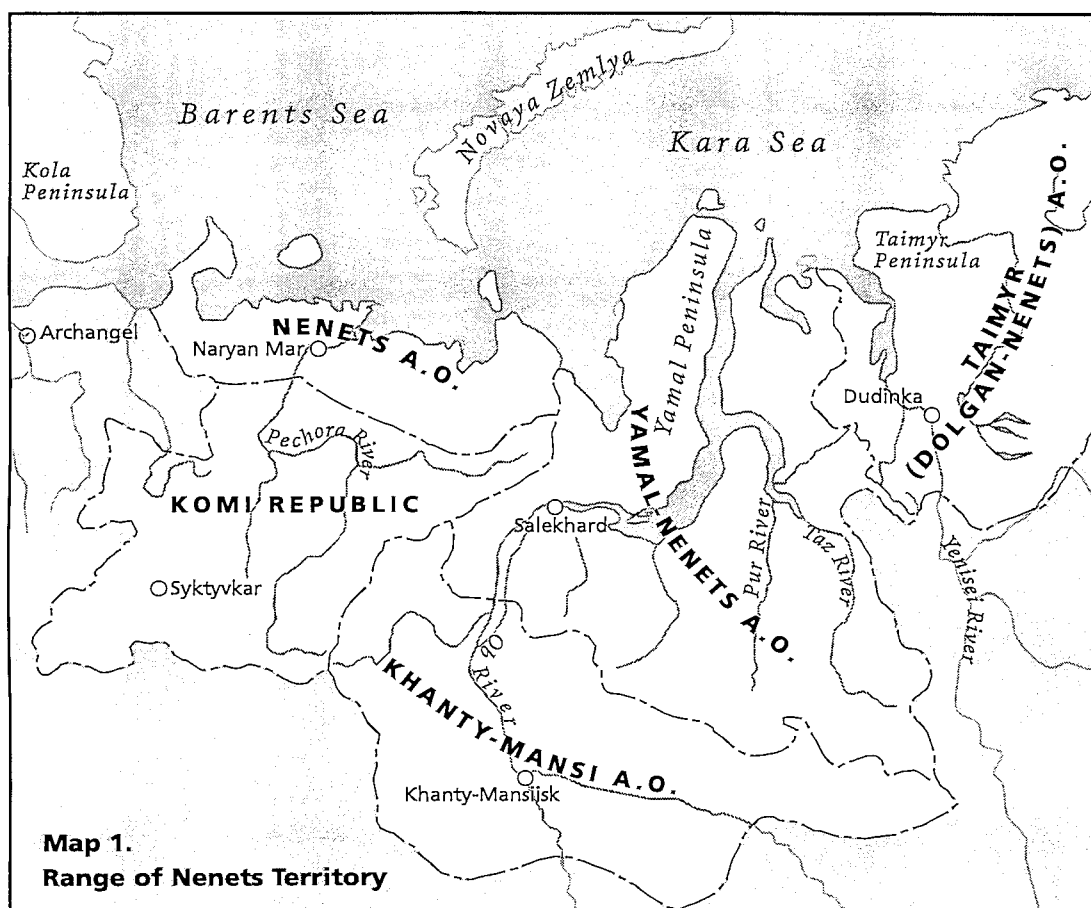 Barents Sea
Novaya Zemlya
Kara Sea
Kola
Peninsula
Taimyr
Peninsula
TAIMYR
(DOLGAN-NENETS) A.O.
Yamal Peninsula
Archangel
NENETS A.O.
Naryan Mar
Dudinka
Pechora River
YAMAL-NENETS A.O.
KOMI REPUBLIC
Salekhard
Pur River
Taz River
Yenisei River
Syktyvkar
Ob
River
KHANTY-MANSI A.O.
Khanty-Mansiisk
Map 1.
Range of Nenets Territory